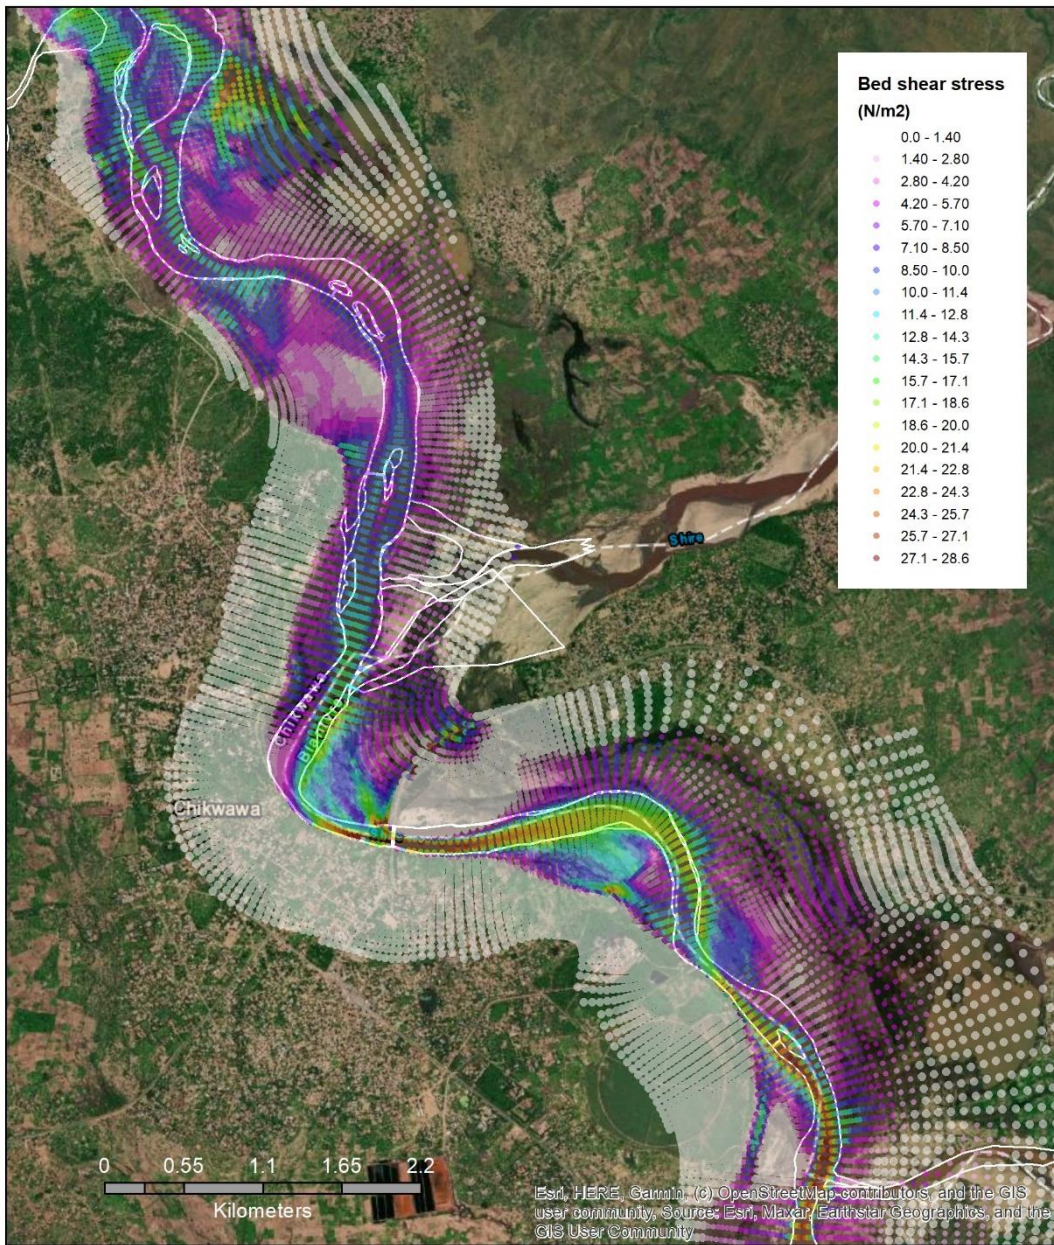 Bed shear stress
(N/m2)
0.0 - 1.40
1.40 - 2.80
2.80 - 4.20
4.20 - 5.70
5.70 - 7.10
7.10 - 8.50
8.50 - 10.0
10.0 - 11.4
11.4 - 12.8
12.8 - 14.3
14.3 - 15.7
15.7 - 17.1
17.1 - 18.6
18.6 - 20.0
20.0 - 21.4
21.4 - 22.8
22.8 - 24.3
24.3 - 25.7
25.7 - 27.1
27.1 - 28.6
Shire
Chikwawa
Chikwawa
0 0.55 1.1 1.65 2.2
Kilometers
Esri, HERE, Garmin, (c) OpenStreetMap contributors, and the GIS
user community, Source: Esri, Maxar, Earthstar Geographics, and the
GIS User Community